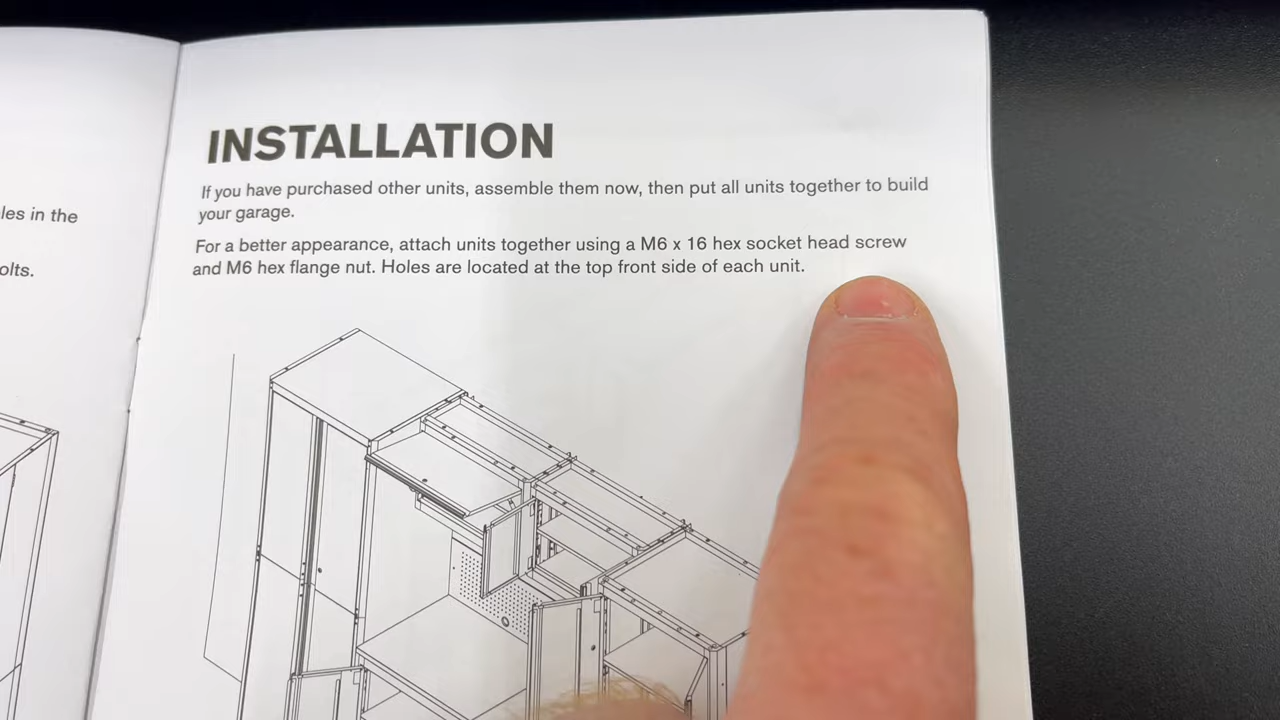 les in the
olts.
INSTALLATION
If you have purchased other units, assemble them now, then put all units together to build
your garage.
For a better appearance, attach units together using a M6 x 16 hex socket head screw
and M6 hex flange nut. Holes are located at the top front side of each unit.